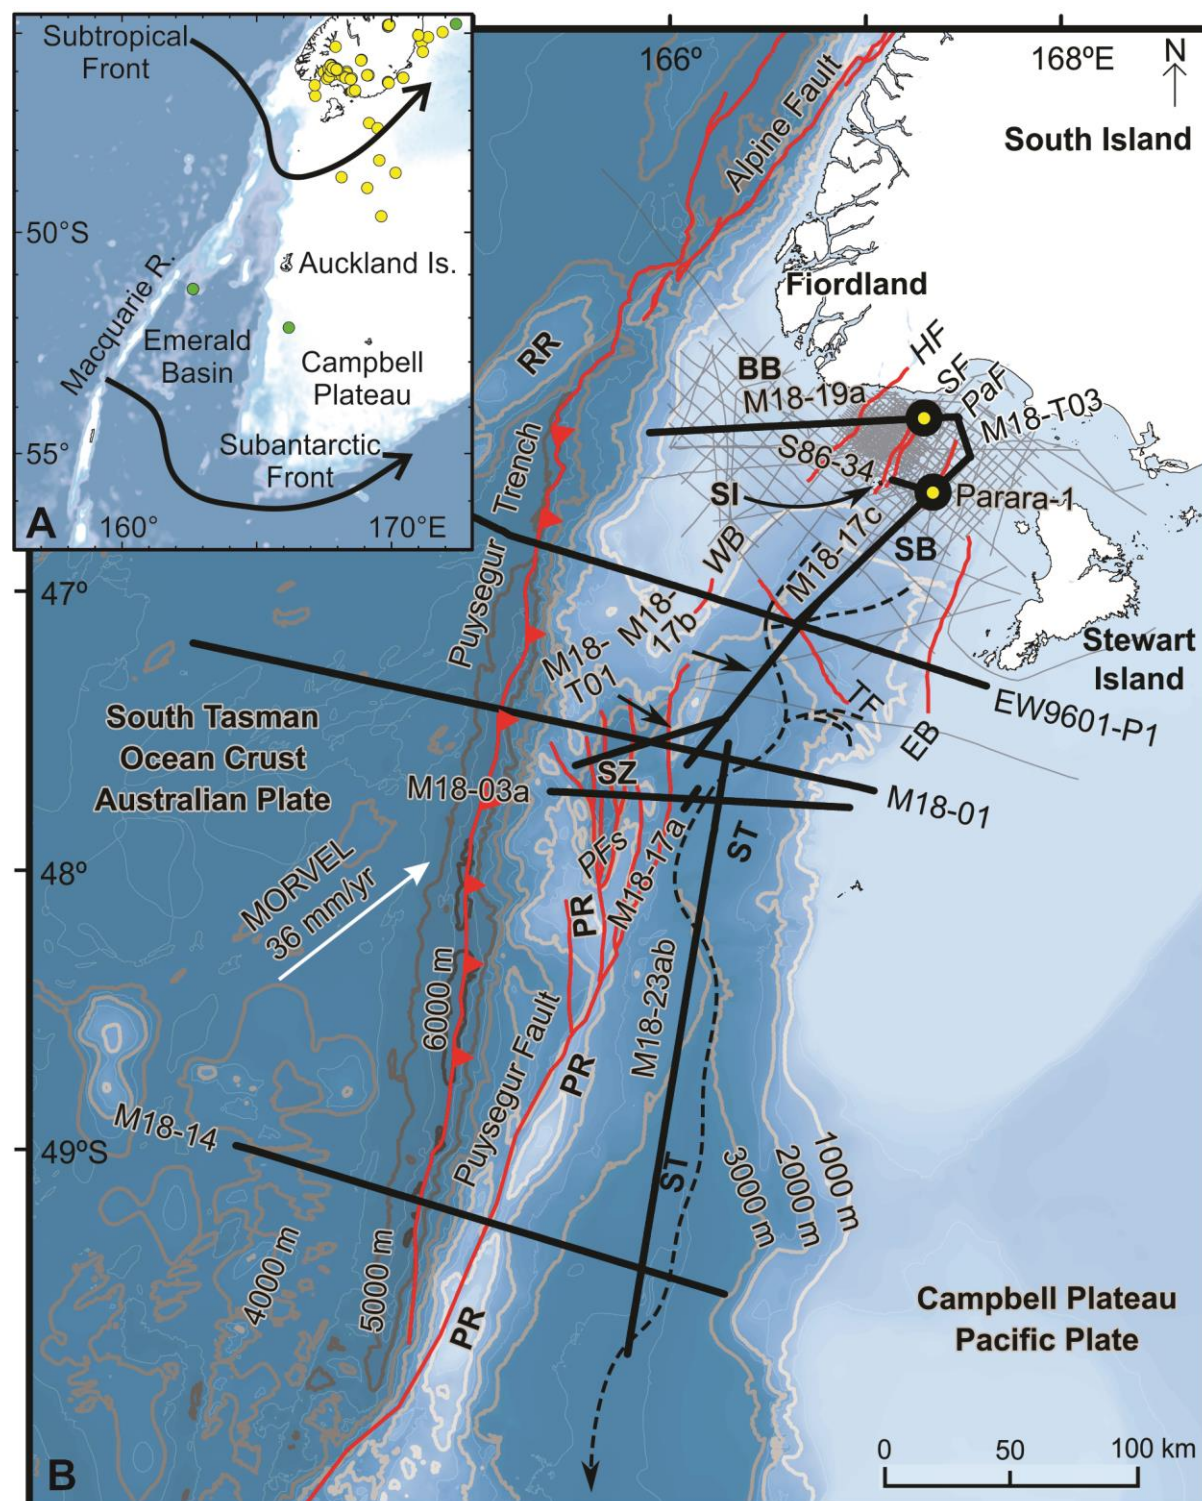 Subtropical
Front
50°S
Macquarie R.
Auckland Is.
Emerald
Basin
Campbell
Plateau
55°
Subantarctic
Front
A
160°
170°E
166°
168°E
N
South Island
Alpine Fault
Fiordland
RR
BB
HF
SF
PaF
M18-19a
M18-T03
S86-34
SI
Parara-1
Puysegur Trench
WB
M18-17c
SB
47°
M18-
17b
M18-
T01
Stewart
Island
TF
EB
EW9601-P1
South Tasman
Ocean Crust
Australian Plate
SZ
M18-03a
M18-01
ST
PFs
M18-17a
48°
MORVEL
36 mm/yr
PR
M18-23ab
6000 m
Puysegur Fault
PR
M18-14
49°S
ST
3000 m
2000 m
1000 m
4000 m
5000 m
PR
Campbell Plateau
Pacific Plate
B
0 50 100 km